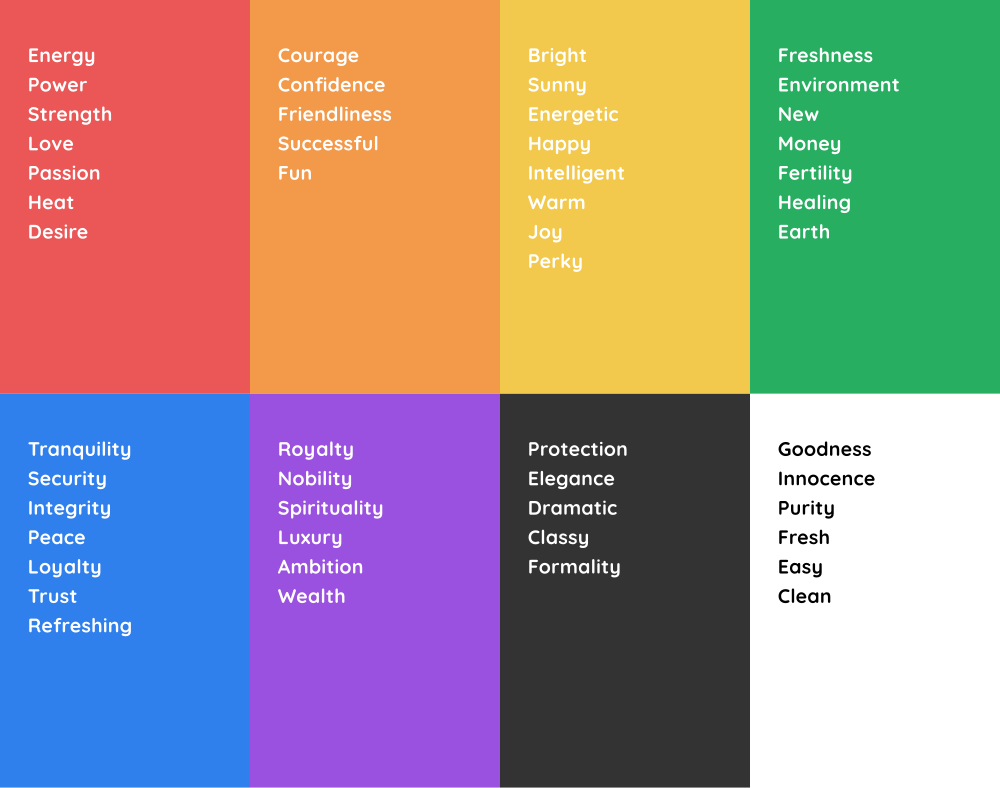 Energy
Power
Strength
Love
Passion
Heat
Desire
Courage
Confidence
Friendliness
Successful
Fun
Bright
Sunny
Energetic
Happy
Intelligent
Warm
Joy
Perky
Freshness
Environment
New
Money
Fertility
Healing
Earth
Tranquility
Security
Integrity
Peace
Loyalty
Trust
Refreshing
Royalty
Nobility
Spirituality
Luxury
Ambition
Wealth
Protection
Elegance
Dramatic
Classy
Formality
Goodness
Innocence
Purity
Fresh
Easy
Clean